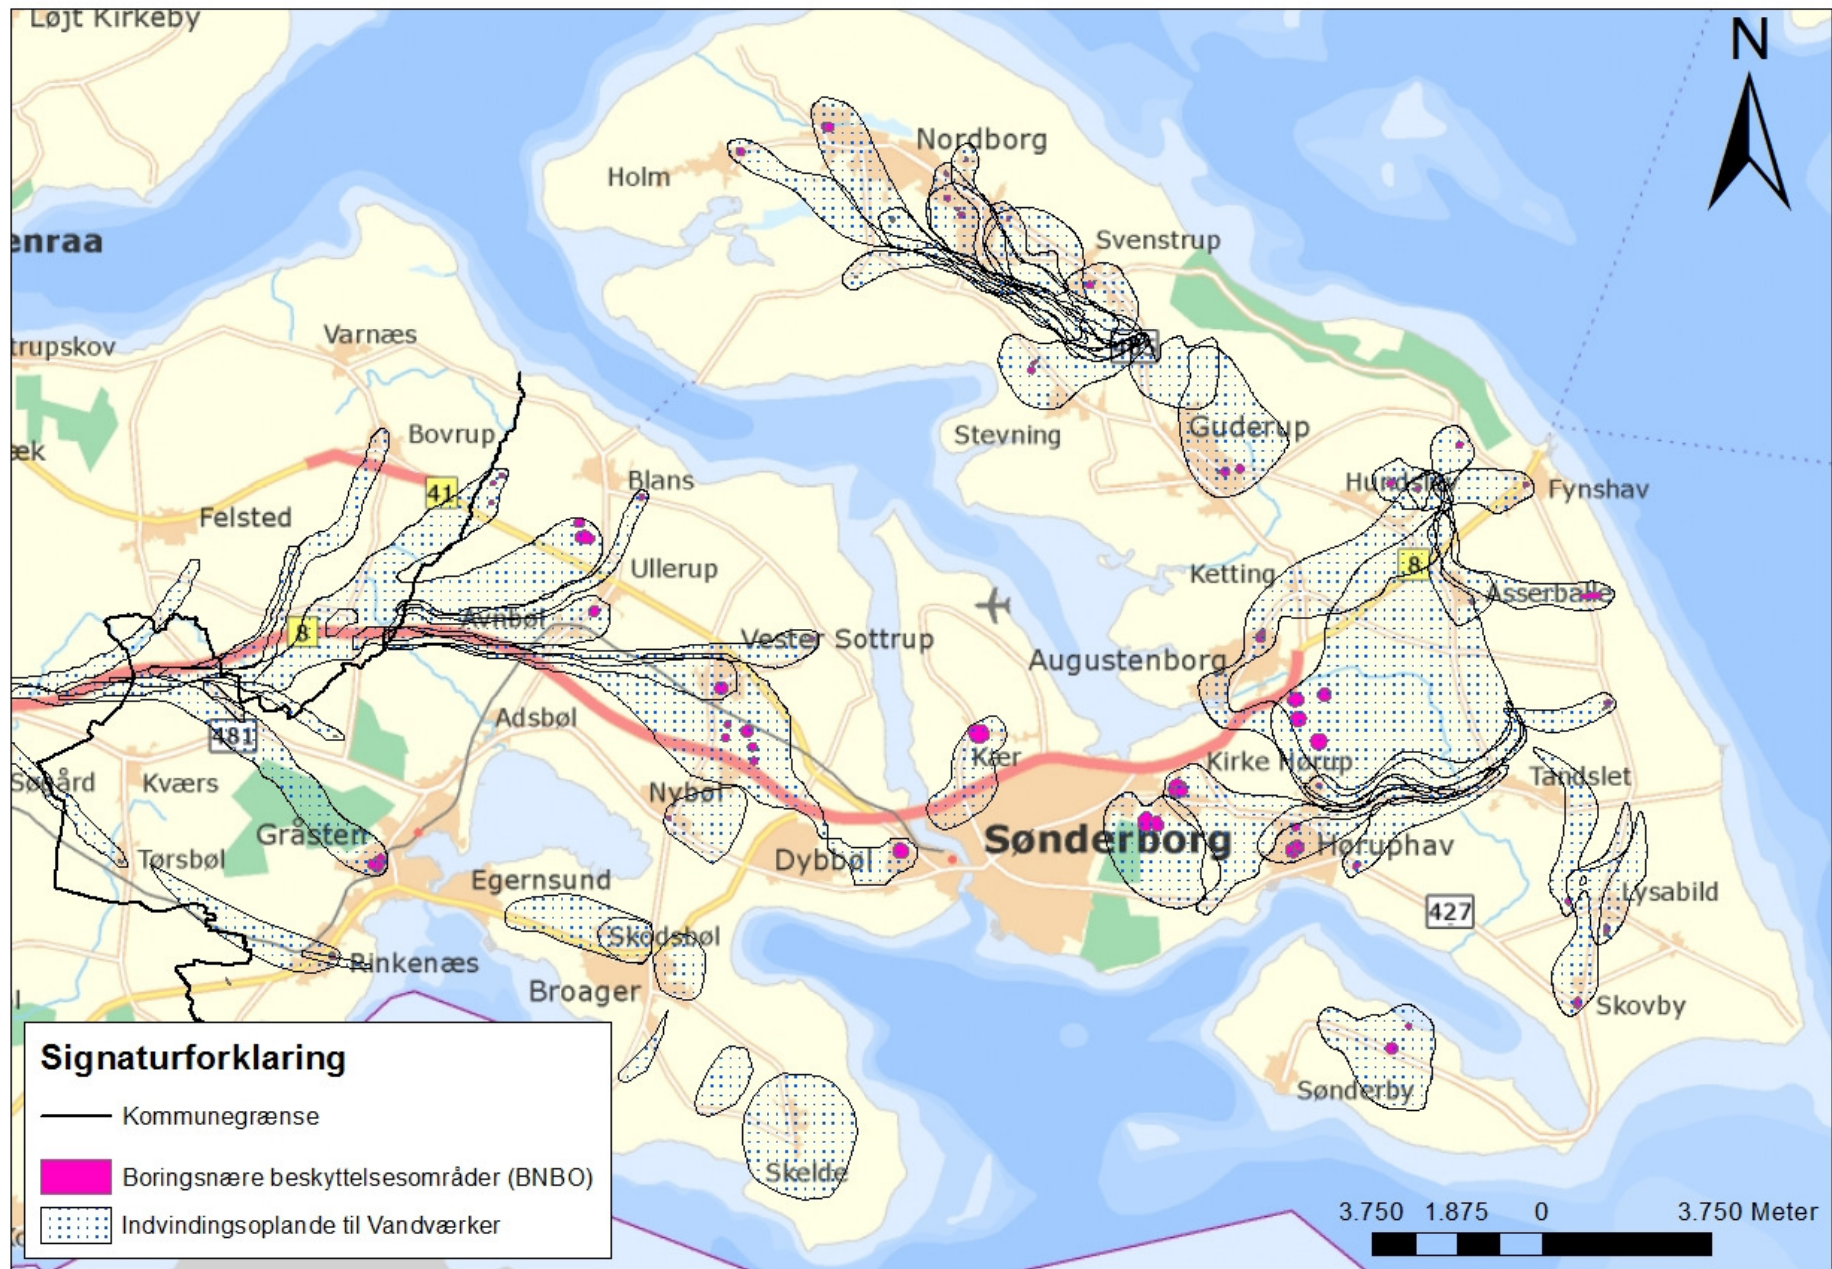 Løjt Kirkeby
N
Nordborg
Holm
Svenstrup
enraa
Varnæs
trupskov
Guderup
Stevning
Bovrup
æk
Blans
Hundslev
Fynshav
41
Felsted
8
Ullerup
Ketting
Asserballe
Avnbøl
8
Vester Sottrup
Augustenborg
481
Adsbøl
Kær
Kirke Hørup
Tandslet
Søgård
Kværs
Nybøl
Gråsten
Sønderborg
Høruphav
Tørsbøl
Dybbøl
Egernsund
Lysabild
427
Skodsbøl
Rinkenæs
Broager
Skovby
Sønderby
Skelde
Signaturforklaring
Kommunegrænse
Boringsnære beskyttelsesområder (BNBO)
Indvindingsoplande til Vandværker
3.750 1.875 0 3.750 Meter